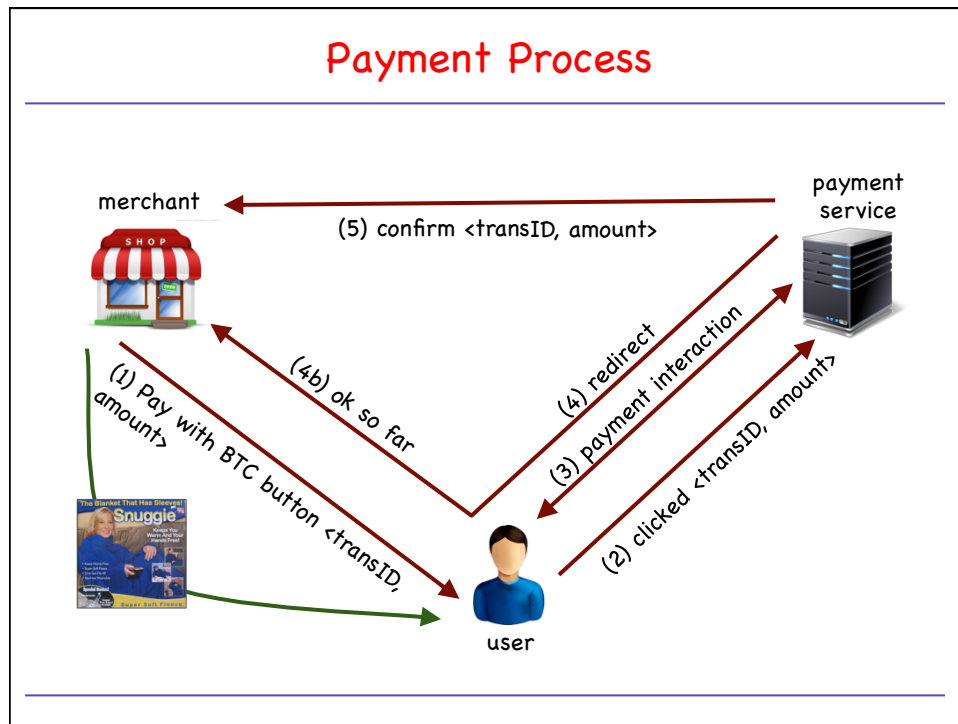 Payment Process
merchant
payment
service
(5) confirm <transID, amount>
SHOP
OPEN
(4) redirect
(3) payment interaction
(4b) ok so far
(1) Pay with BTC button <transID,
amount>
(2) clicked <transID, amount>
The Blanket That Has Sleeves!
Snuggie
Keeps You
Warm And Your
Hands Free!
Super Soft Fleece
user